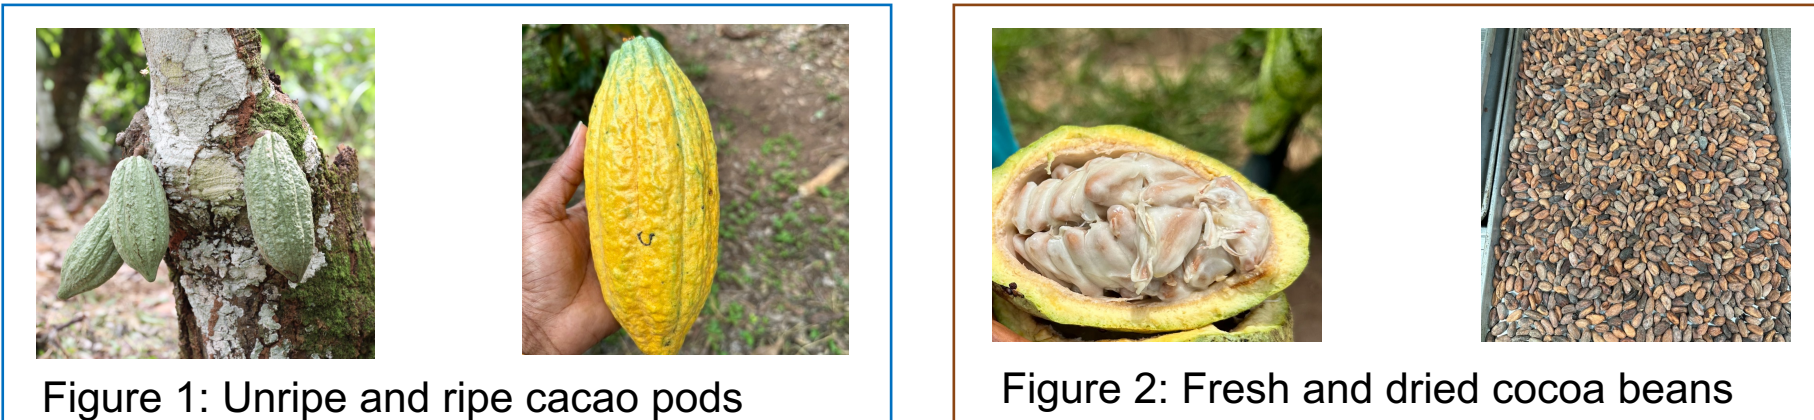 Figure 1: Unripe and ripe cacao pods
Figure 2: Fresh and dried cocoa beans